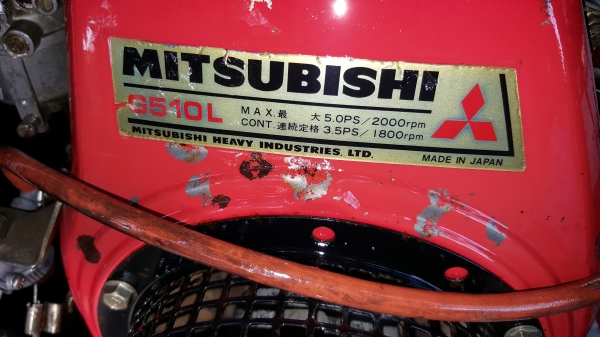 MITSUBISHI
G510L
MAX.最 大 5.0PS/2000rpm
CONT.連続定格 3.5PS/1800rpm
MITSUBISHI HEAVY INDUSTRIES, LTD.
MADE IN JAPAN